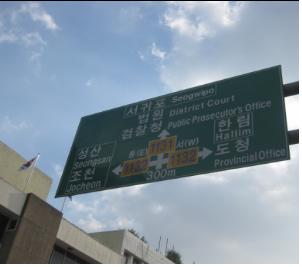 서귀포 Seogwipo
법원 District Court
검찰청 Public Prosecutor's Office
성산
Seongsan
조천
Jocheon
1131
1132
1132
300m
한림
Hallim
도청
Provincial Office